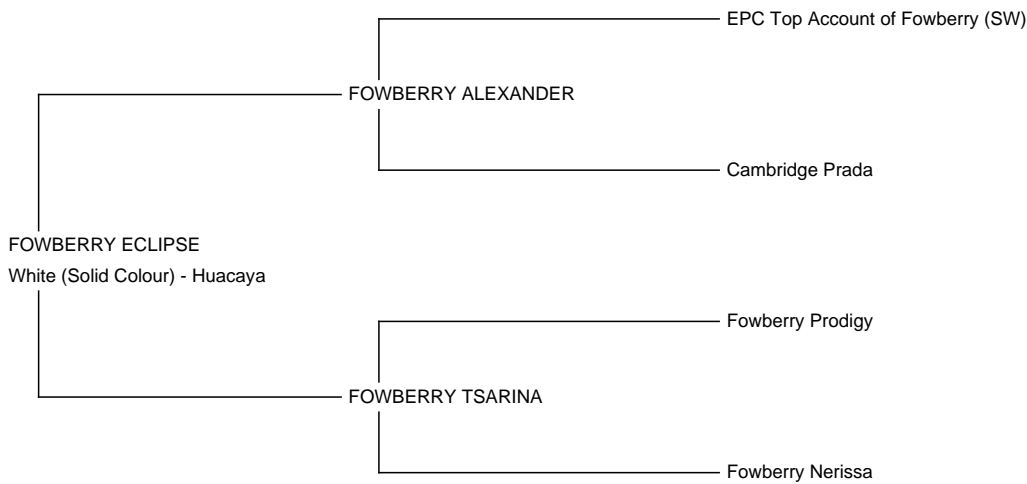 EPC Top Account of Fowberry (SW)
FOWBERRY ALEXANDER
Cambridge Prada
FOWBERRY ECLIPSE
White (Solid Colour) - Huacaya
Fowberry Prodigy
FOWBERRY TSARINA
Fowberry Nerissa